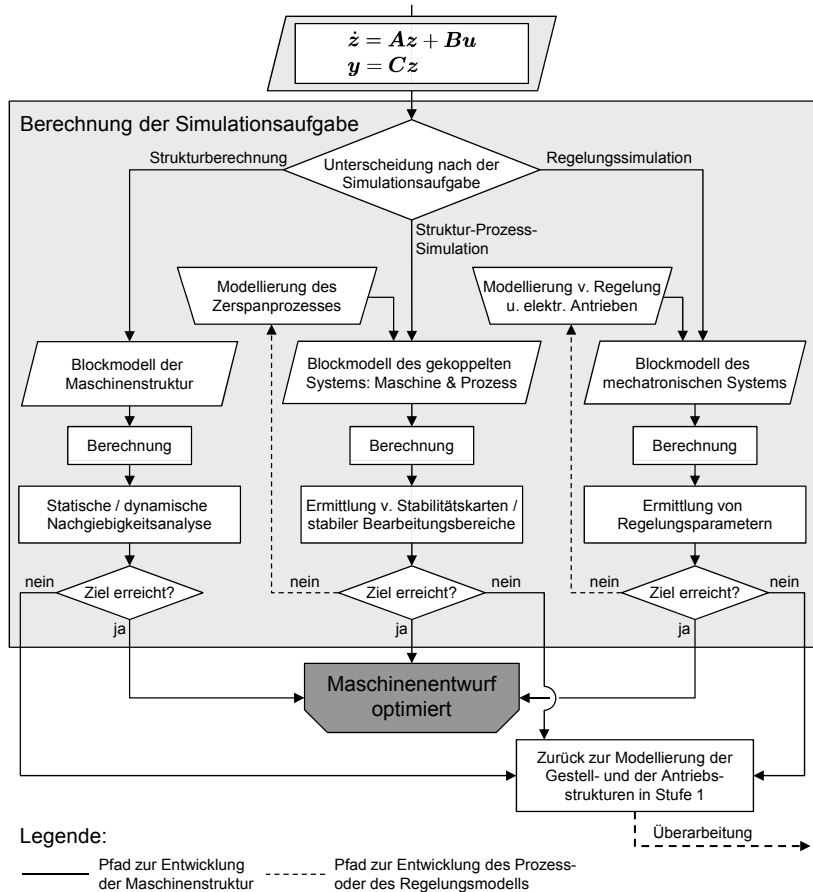 ż = Az + Bu
y = Cz
Berechnung der Simulationsaufgabe
Strukturberechnung
Unterscheidung nach der
Simulationsaufgabe
Regelungssimulation
Struktur-Prozess-
Simulation
Modellierung des
Zerspanprozesses
Modellierung v. Regelung
u. elektr. Antrieben
Blockmodell der
Maschinenstruktur
Blockmodell des gekoppelten
Systems: Maschine & Prozess
Blockmodell des
mechatronischen Systems
Berechnung
Berechnung
Berechnung
Statische / dynamische
Nachgiebigkeitsanalyse
Ermittlung v. Stabilitätskarten /
stabiler Bearbeitungsbereiche
Ermittlung von
Regelungsparametern
nein
Ziel erreicht?
ja
nein
Ziel erreicht?
nein
ja
nein
Ziel erreicht?
nein
ja
Maschinenentwurf
optimiert
Zurück zur Modellierung der
Gestell- und der Antriebs-
strukturen in Stufe 1
Überarbeitung
Legende:
Pfad zur Entwicklung
der Maschinenstruktur
Pfad zur Entwicklung des Prozess-
oder des Regelungsmodells